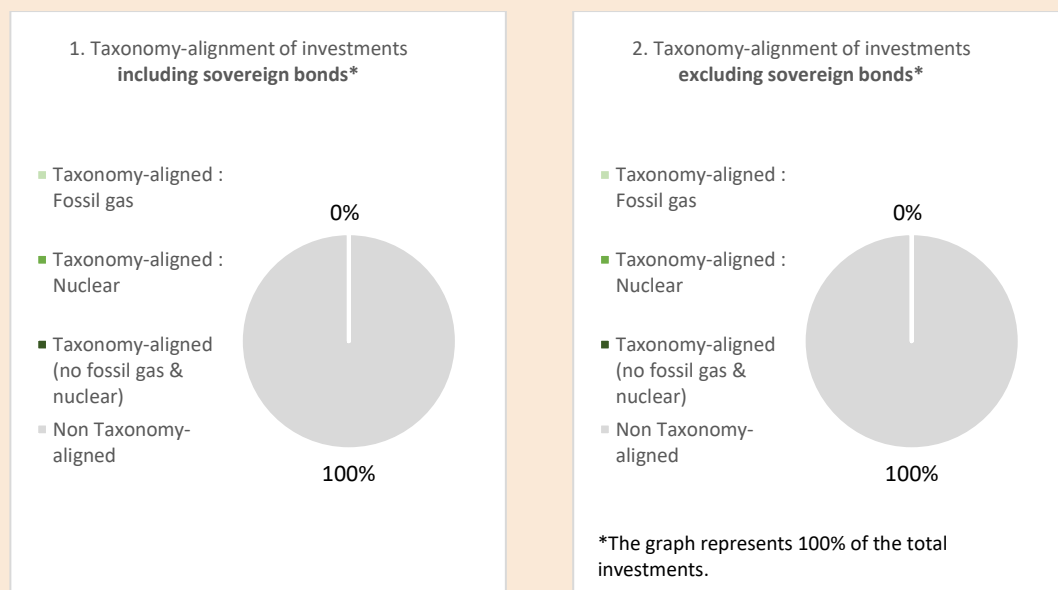 1. Taxonomy-alignment of investments
including sovereign bonds*
Taxonomy-aligned :
Fossil gas
Taxonomy-aligned :
Nuclear
Taxonomy-aligned
(no fossil gas &
nuclear)
Non Taxonomy-
aligned
0%
100%
2. Taxonomy-alignment of investments
excluding sovereign bonds*
Taxonomy-aligned :
Fossil gas
Taxonomy-aligned :
Nuclear
Taxonomy-aligned
(no fossil gas &
nuclear)
Non Taxonomy-
aligned
0%
100%
*The graph represents 100% of the total
investments.